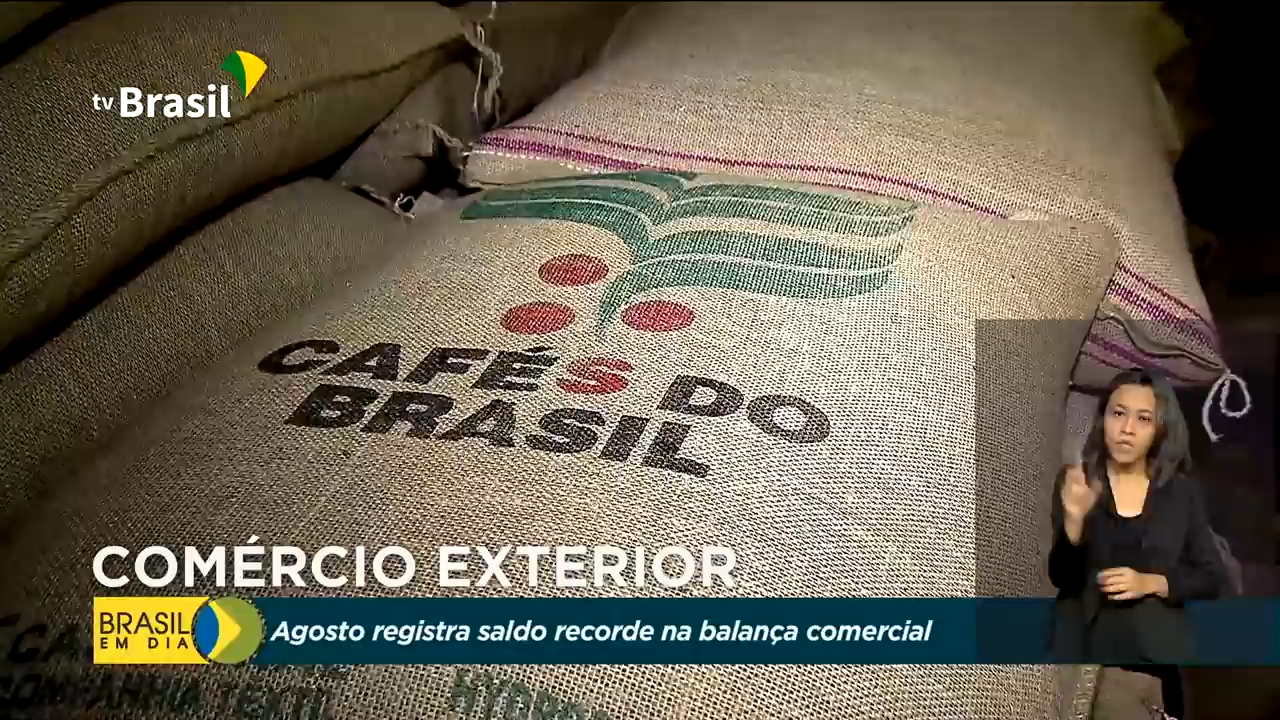 tv Brasil
CAFÉS DO
BRASIL
COMÉRCIO EXTERIOR
BRASIL
EM DIA
Agosto registra saldo recorde na balança comercial